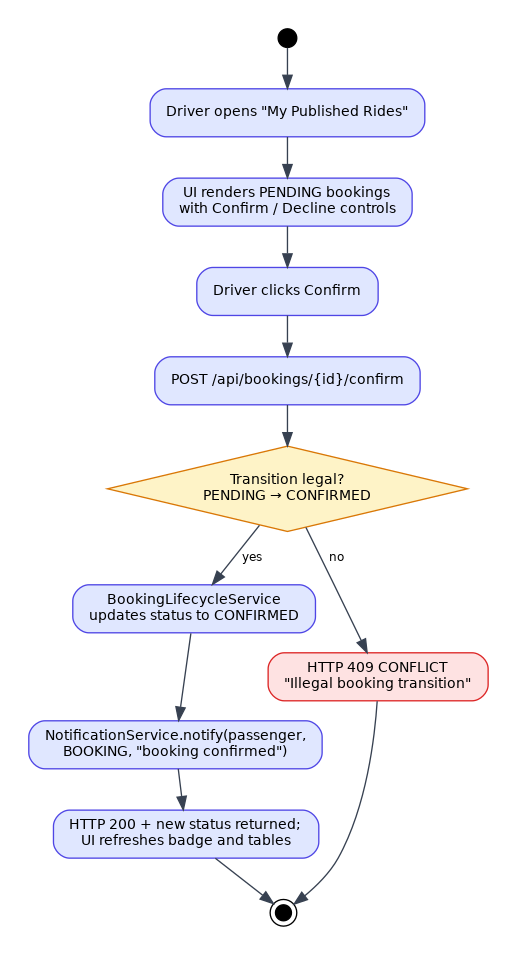 Driver opens "My Published Rides"
UI renders PENDING bookings
with Confirm / Decline controls
Driver clicks Confirm
POST /api/bookings/{id}/confirm
Transition legal?
PENDING → CONFIRMED
yes
no
BookingLifecycleService
updates status to CONFIRMED
HTTP 409 CONFLICT
"Illegal booking transition"
NotificationService.notify(passenger,
BOOKING, "booking confirmed")
HTTP 200 + new status returned;
UI refreshes badge and tables